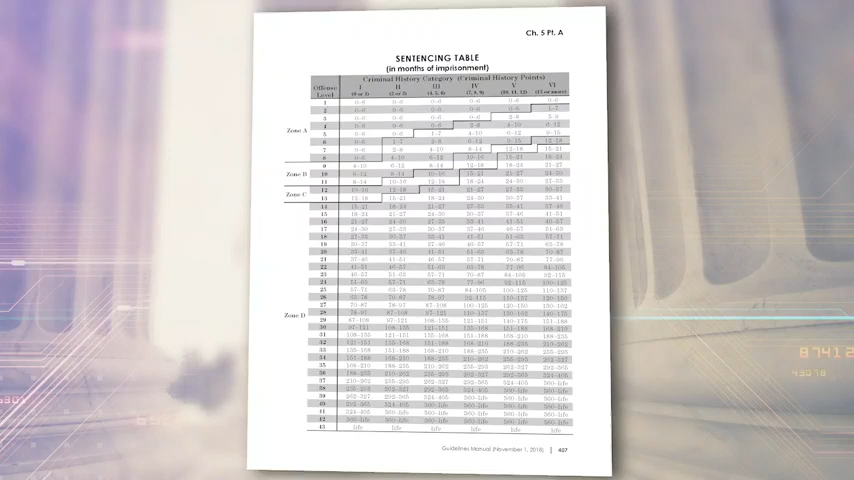 Ch. 5 Pt. A
SENTENCING TABLE
(in months of imprisonment)
Criminal History Category (Criminal History Points)
Offense Level I (0 or 1) II (2 or 3) III (4, 5, 6) IV (7, 8, 9) V (10, 11, 12) VI (13 or more)
1 0-6 0-6 0-6 0-6 0-6 0-6
2 0-6 0-6 0-6 0-6 0-6 1-7
3 0-6 0-6 0-6 0-6 2-8 3-9
4 0-6 0-6 0-6 2-8 4-10 6-12
Zone A
5 0-6 0-6 1-7 4-10 6-12 9-15
6 0-6 1-7 2-8 6-12 9-15 12-18
7 0-6 2-8 4-10 8-14 12-18 15-21
8 0-6 4-10 6-12 10-16 15-21 18-24
9 4-10 6-12 8-14 12-18 18-24 21-27
Zone B 10 6-12 8-14 10-16 15-21 21-27 24-30
11 8-14 10-16 12-18 18-24 24-30 27-33
Zone C 12 10-16 12-18 15-21 21-27 27-33 30-37
13 12-18 15-21 18-24 24-30 30-37 33-41
14 15-21 18-24 21-27 27-33 33-41 37-46
15 18-24 21-27 24-30 30-37 37-46 41-51
16 21-27 24-30 27-33 33-41 41-51 46-57
17 24-30 27-33 30-37 37-46 46-57 51-63
18 27-33 30-37 33-41 41-51 51-63 57-71
19 30-37 33-41 37-46 46-57 57-71 63-78
20 33-41 37-46 41-51 51-63 63-78 70-87
21 37-46 41-51 46-57 57-71 70-87 77-96
22 41-51 46-57 51-63 63-78 77-96 84-105
23 46-57 51-63 57-71 70-87 84-105 92-115
24 51-63 57-71 63-78 77-96 92-115 100-125
25 57-71 63-78 70-87 84-105 100-125 110-137
26 63-78 70-87 78-97 92-115 110-137 120-150
27 70-87 78-97 87-108 100-125 120-150 130-162
Zone D 28 78-97 87-108 97-121 110-137 130-162 140-175
29 87-108 97-121 108-135 121-151 140-175 151-188
30 97-121 108-135 121-151 135-168 151-188 168-210
31 108-135 121-151 135-168 151-188 168-210 188-235
32 121-151 135-168 151-188 168-210 188-235 210-262
33 135-168 151-188 168-210 188-235 210-262 235-293
34 151-188 168-210 188-235 210-262 235-293 262-327
35 168-210 188-235 210-262 235-293 262-327 292-365
36 188-235 210-262 235-293 262-327 292-365 324-405
37 210-262 235-293 262-327 292-365 324-405 360-life
38 235-293 262-327 292-365 324-405 360-life 360-life
39 262-327 292-365 324-405 360-life 360-life 360-life
40 292-365 324-405 360-life 360-life 360-life 360-life
41 324-405 360-life 360-life 360-life 360-life 360-life
42 360-life 360-life 360-life 360-life 360-life 360-life
43 life life life life life life
Guidelines Manual (November 1, 2018) | 407
87412
43078